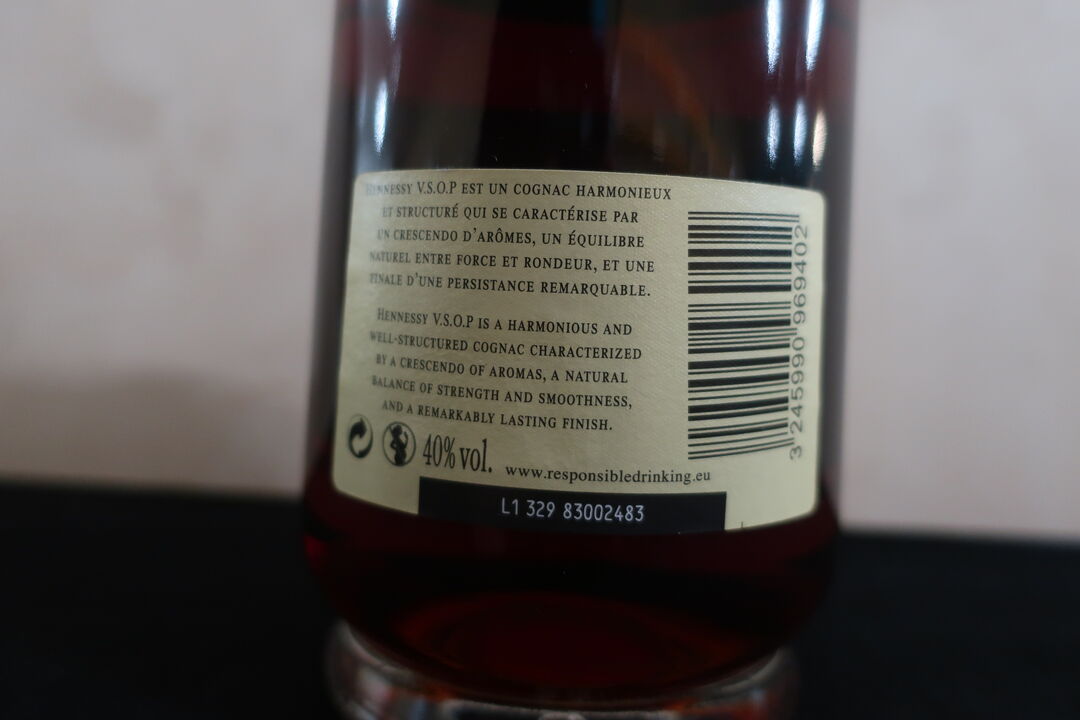 HENNESSY V.S.O.P EST UN COGNAC HARMONIEUX
ET STRUCTURÉ QUI SE CARACTÉRISE PAR
UN CRESCENDO D'ARÔMES, UN ÉQUILIBRE
NATUREL ENTRE FORCE ET RONDEUR, ET UNE
FINALE D'UNE PERSISTANCE REMARQUABLE.
HENNESSY V.S.O.P IS A HARMONIOUS AND
WELL-STRUCTURED COGNAC CHARACTERIZED
BY A CRESCENDO OF AROMAS, A NATURAL
BALANCE OF STRENGTH AND SMOOTHNESS,
AND A REMARKABLY LASTING FINISH.
40% vol. www.responsibledrinking.eu
L1 329 83002483
3 245990 969402